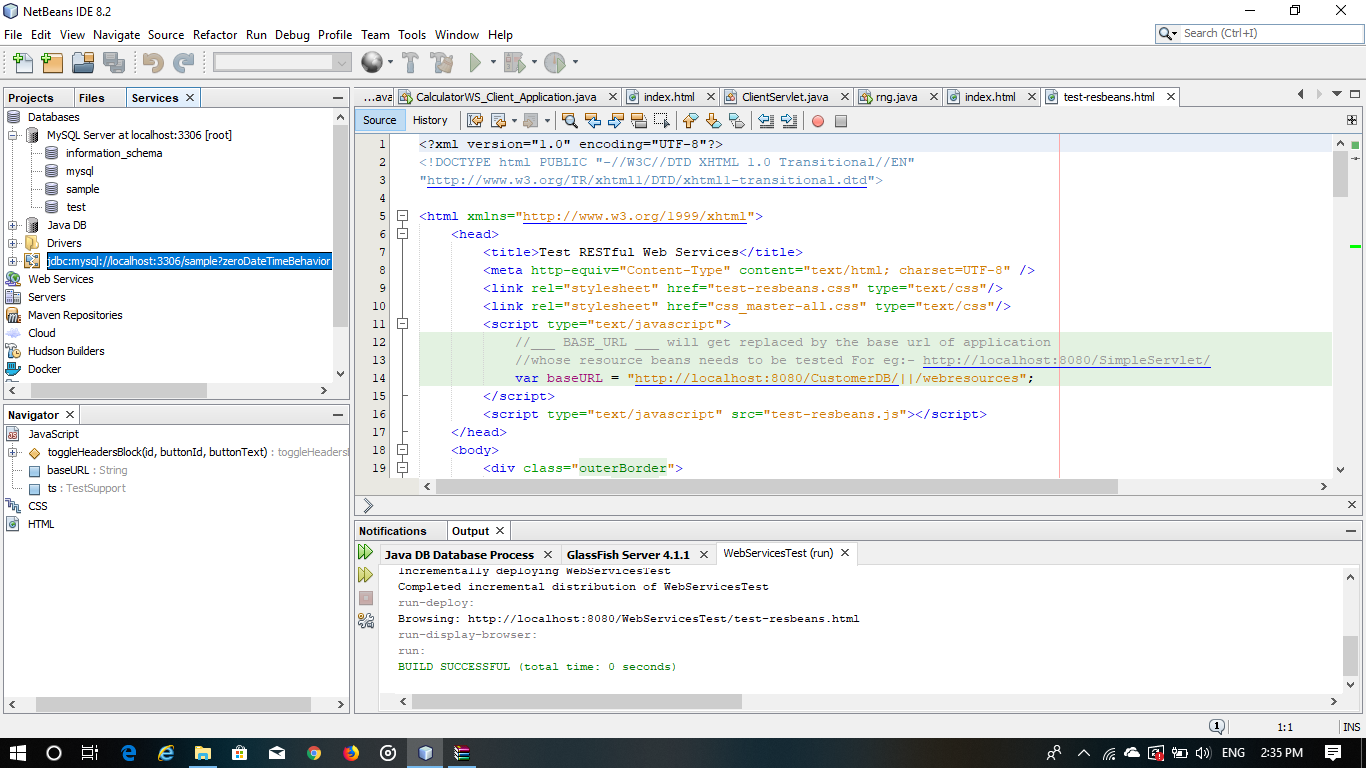 NetBeans IDE 8.2
File Edit View Navigate Source Refactor Run Debug Profile Team Tools Window Help
Search (Ctrl+I)
Projects Files Services
Databases
MySQL Server at localhost:3306 [root]
information_schema
mysql
sample
test
Java DB
Drivers
jdbc:mysql://localhost:3306/sample?zeroDateTimeBehavior
Web Services
Servers
Maven Repositories
Cloud
Hudson Builders
Docker
Navigator
JavaScript
toggleHeadersBlock(id, buttonId, buttonText) : toggleHeadersl
baseURL : String
ts : TestSupport
CSS
HTML
...ava CalculatorWS_Client_Application.java index.html ClientServlet.java rng.java index.html test-resbeans.html
Source History
1 <?xml version="1.0" encoding="UTF-8"?>
2 <!DOCTYPE html PUBLIC "-//W3C//DTD XHTML 1.0 Transitional//EN"
3 "http://www.w3.org/TR/xhtml1/DTD/xhtml1-transitional.dtd">
4
5 <html xmlns="http://www.w3.org/1999/xhtml">
6 <head>
7 <title>Test RESTful Web Services</title>
8 <meta http-equiv="Content-Type" content="text/html; charset=UTF-8" />
9 <link rel="stylesheet" href="test-resbeans.css" type="text/css"/>
10 <link rel="stylesheet" href="css_master-all.css" type="text/css"/>
11 <script type="text/javascript">
12 //___ BASE_URL ___ will get replaced by the base url of application
13 //whose resource beans needs to be tested For eg:- http://localhost:8080/SimpleServlet/
14 var baseURL = "http://localhost:8080/CustomerDB/||/webresources";
15 </script>
16 <script type="text/javascript" src="test-resbeans.js"></script>
17 </head>
18 <body>
19 <div class="outerBorder">
Notifications Output
Java DB Database Process GlassFish Server 4.1.1 WebServicesTest (run)
Incrementally deploying WebServicesTest
Completed incremental distribution of WebServicesTest
run-deploy:
Browsing: http://localhost:8080/WebServicesTest/test-resbeans.html
run-display-browser:
run:
BUILD SUCCESSFUL (total time: 0 seconds)
1 1:1 INS
ENG 2:35 PM